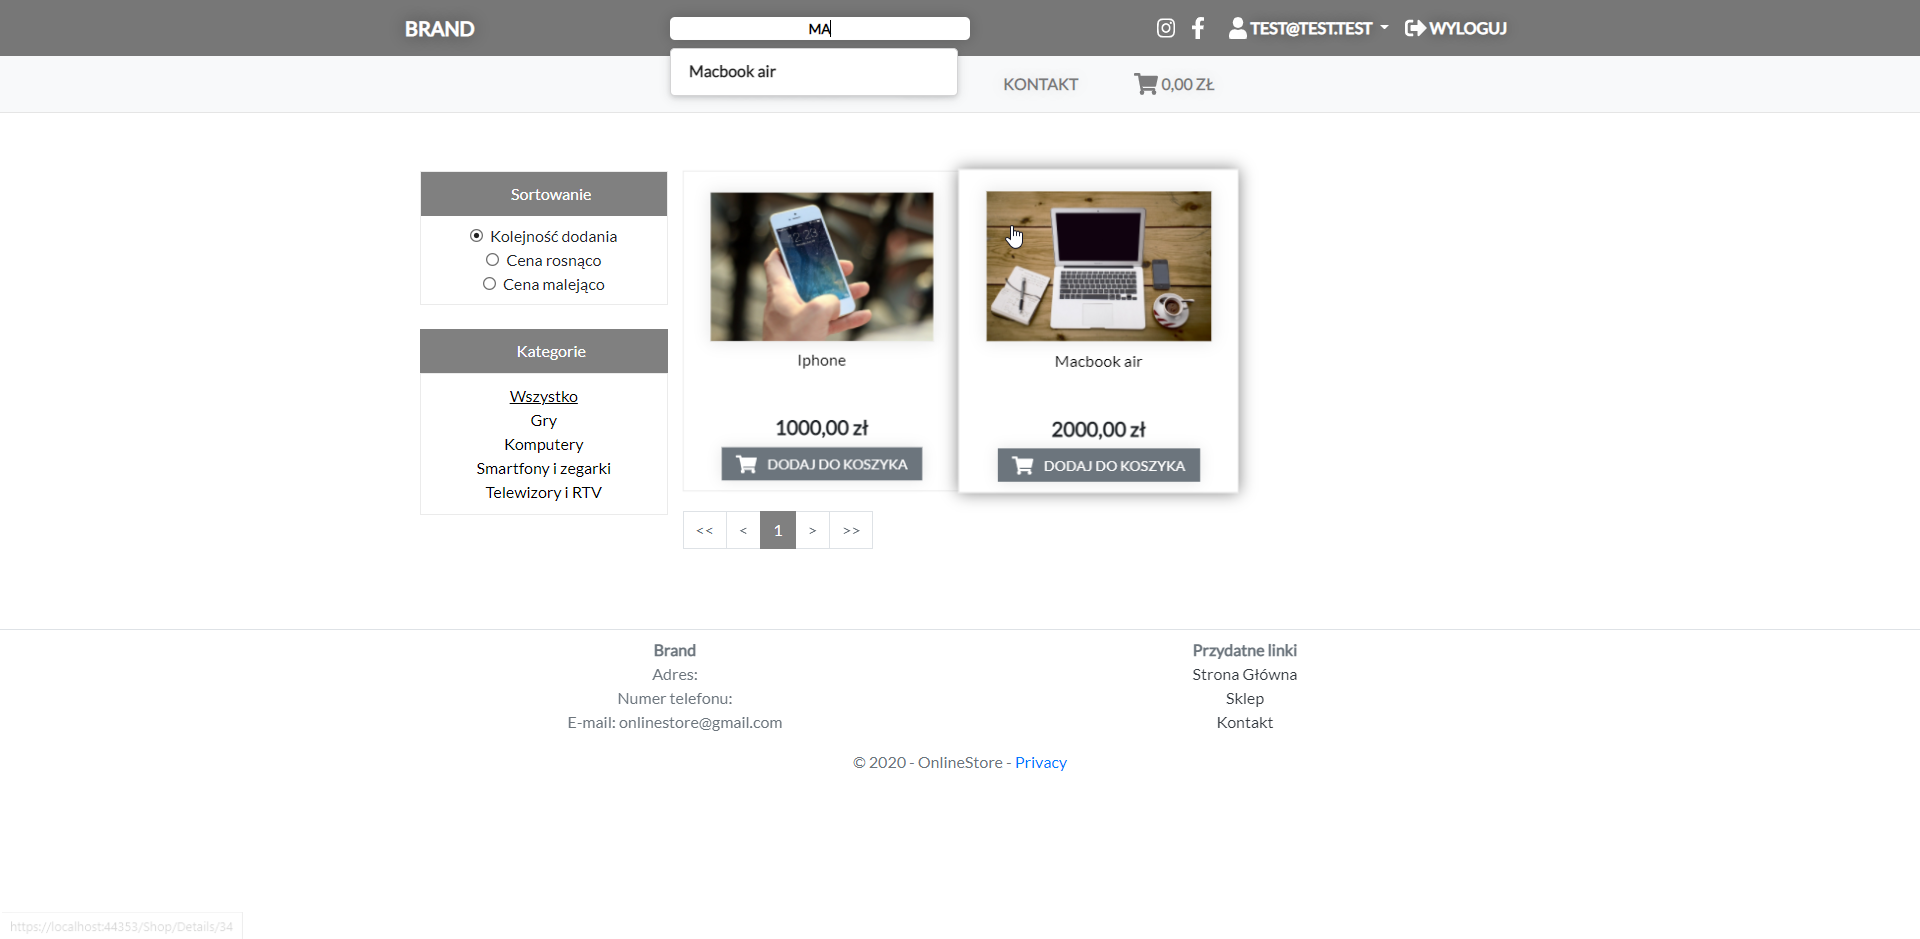 BRAND
MA
TEST@TEST.TEST
WYLOGUJ
Macbook air
KONTAKT
0,00 ZŁ
Sortowanie
Kolejność dodania
Cena rosnąco
Cena malejąco
Kategorie
Wszystko
Gry
Komputery
Smartfony i zegarki
Telewizory i RTV
Iphone
1000,00 zł
DODAJ DO KOSZYKA
Macbook air
2000,00 zł
DODAJ DO KOSZYKA
<< < 1 > >>
Brand
Adres:
Numer telefonu:
E-mail: onlinestore@gmail.com
Przydatne linki
Strona Główna
Sklep
Kontakt
© 2020 - OnlineStore - Privacy
https://localhost:44353/Shop/Details/34